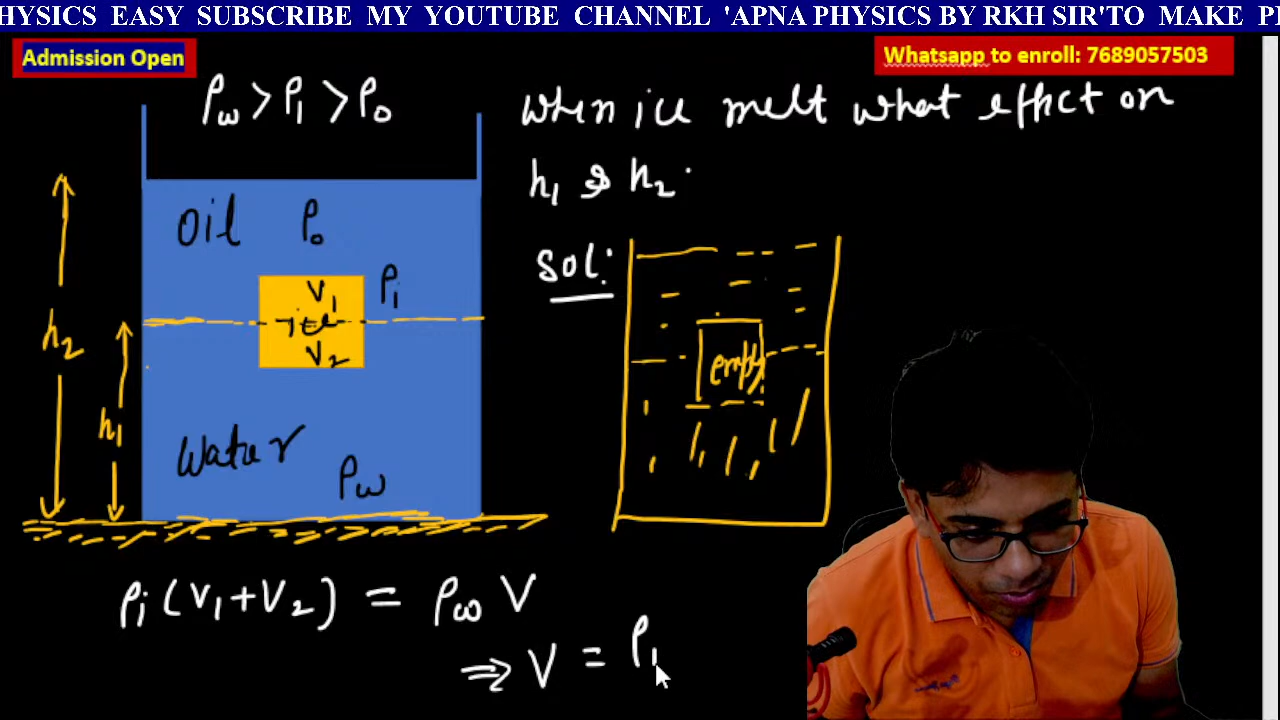 HYSICS EASY SUBSCRIBE MY YOUTUBE CHANNEL 'APNA PHYSICS BY RKH SIR'TO MAKE P
Admission Open
Whatsapp to enroll: 7689057503
ρw > ρi > ρo
when ice melt what effect on
h1 & h2.
Oil ρo
Sol:
V1
ρi
ice
V2
h2
empty
h1
Water
ρw
ρi (V1 + V2) = ρw V
⇒ V = ρi